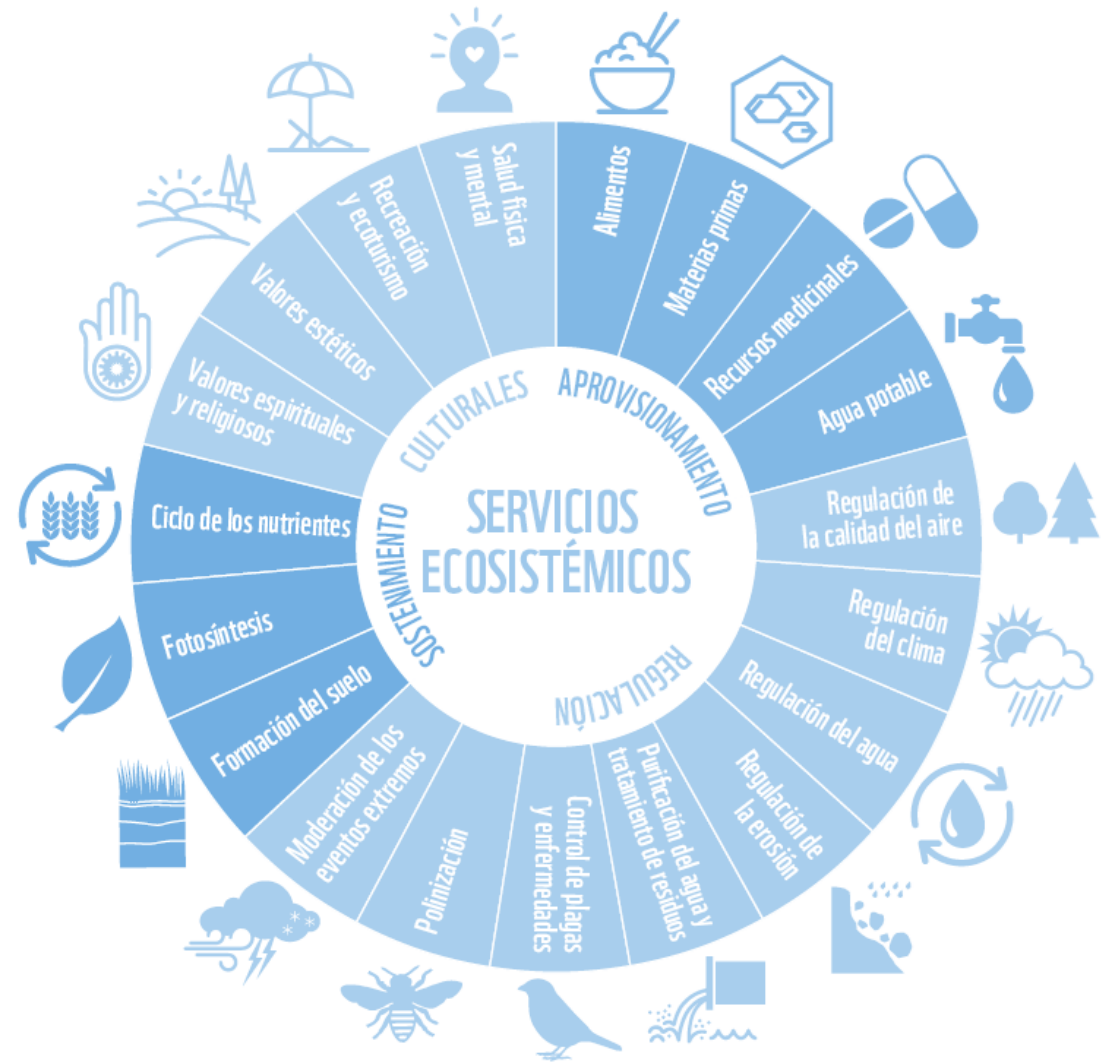 SERVICIOS
ECOSISTÉMICOS
APROVISIONAMIENTO
Alimentos
Materias primas
Recursos medicinales
Agua potable
REGULACIÓN
Regulación de
la calidad del aire
Regulación
del clima
Regulación del agua
Regulación de
la erosión
Purificación del agua y
tratamiento de residuos
Control de plagas
y enfermedades
Polinización
Moderación de los
eventos extremos
SOSTENIMIENTO
Formación del suelo
Fotosíntesis
Ciclo de los nutrientes
CULTURALES
Valores espirituales
y religiosos
Valores estéticos
Recreación
y ecoturismo
Salud física
y mental